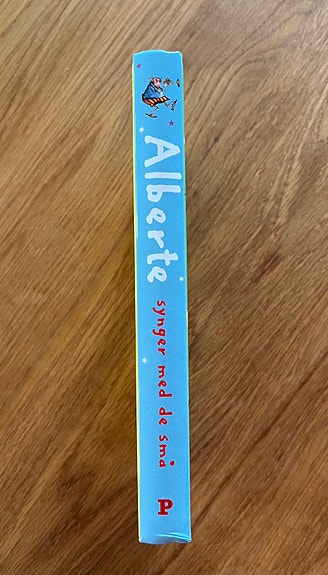 Alberte
synger med de små
P